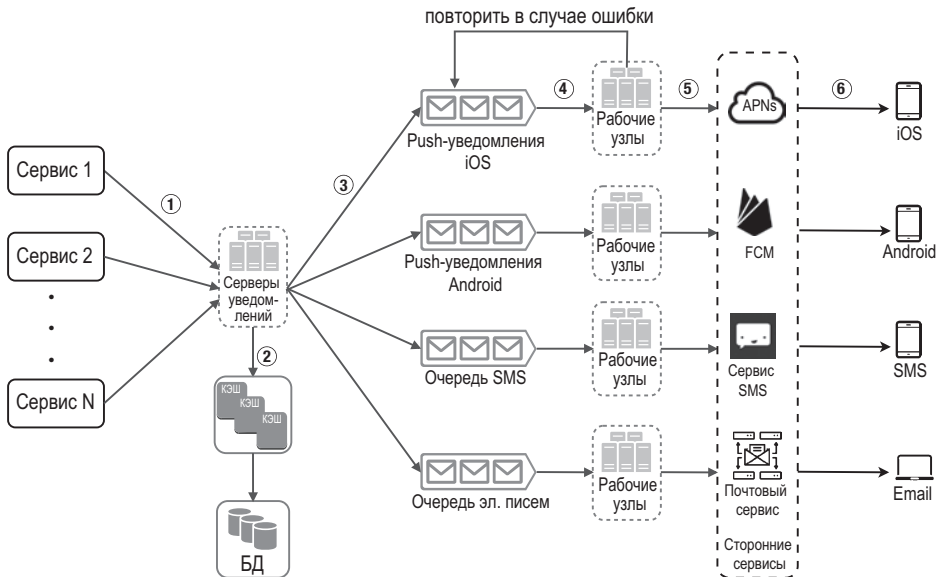 повторить в случае ошибки
④
⑤
⑥
APNs
Рабочие
узлы
iOS
Push-уведомления
iOS
Сервис 1
③
①
Сервис 2
Серверы
уведом-
лений
Push-уведомления
Android
Рабочие
узлы
FCM
Android
②
Очередь SMS
Рабочие
узлы
Сервис
SMS
SMS
Сервис N
КЭШ
КЭШ
КЭШ
Очередь эл. писем
Рабочие
узлы
Почтовый
сервис
Email
БД
Сторонние
сервисы